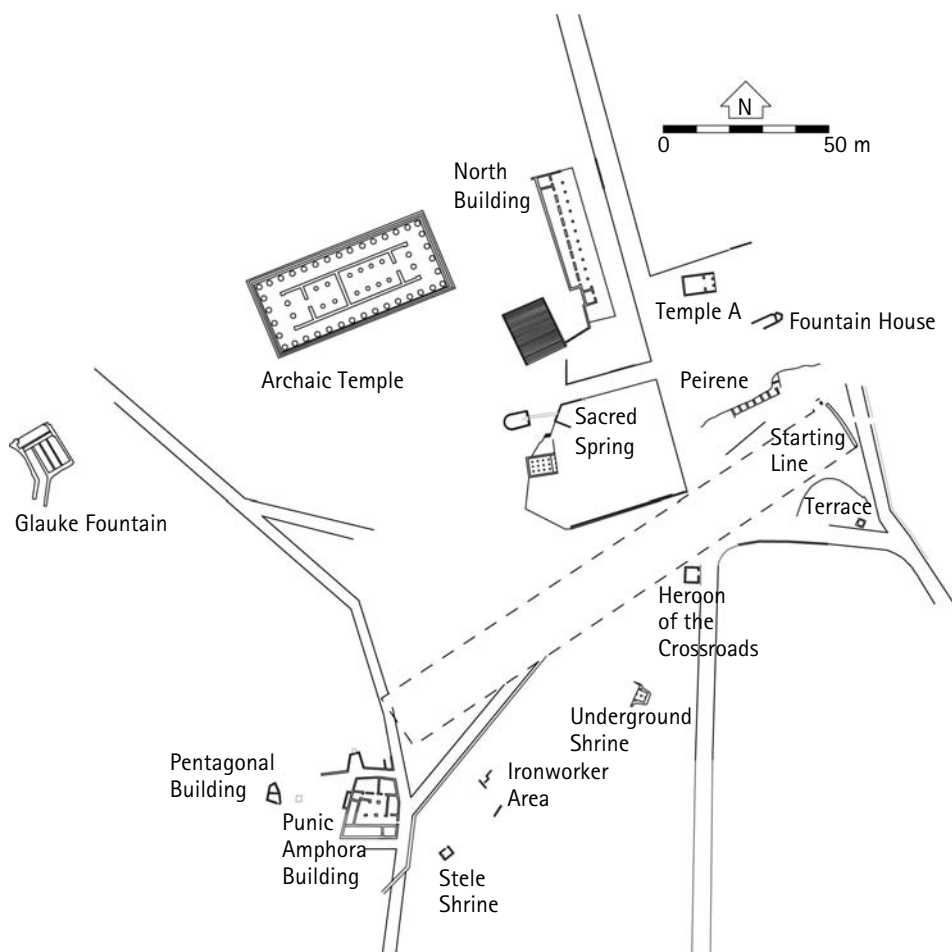 N
0
50 m
North
Building
Temple A
Fountain House
Archaic Temple
Peirene
Sacred
Spring
Starting
Line
Glauke Fountain
Terrace
Heroon
of the
Crossroads
Underground
Shrine
Pentagonal
Building
Ironworker
Area
Punic
Amphora
Building
Stele
Shrine